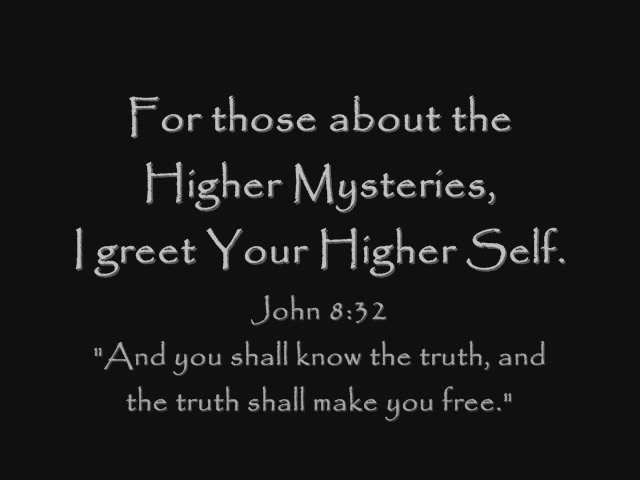 For those about the
Higher Mysteries,
I greet Your Higher Self.
John 8:32
"And you shall know the truth, and
the truth shall make you free."